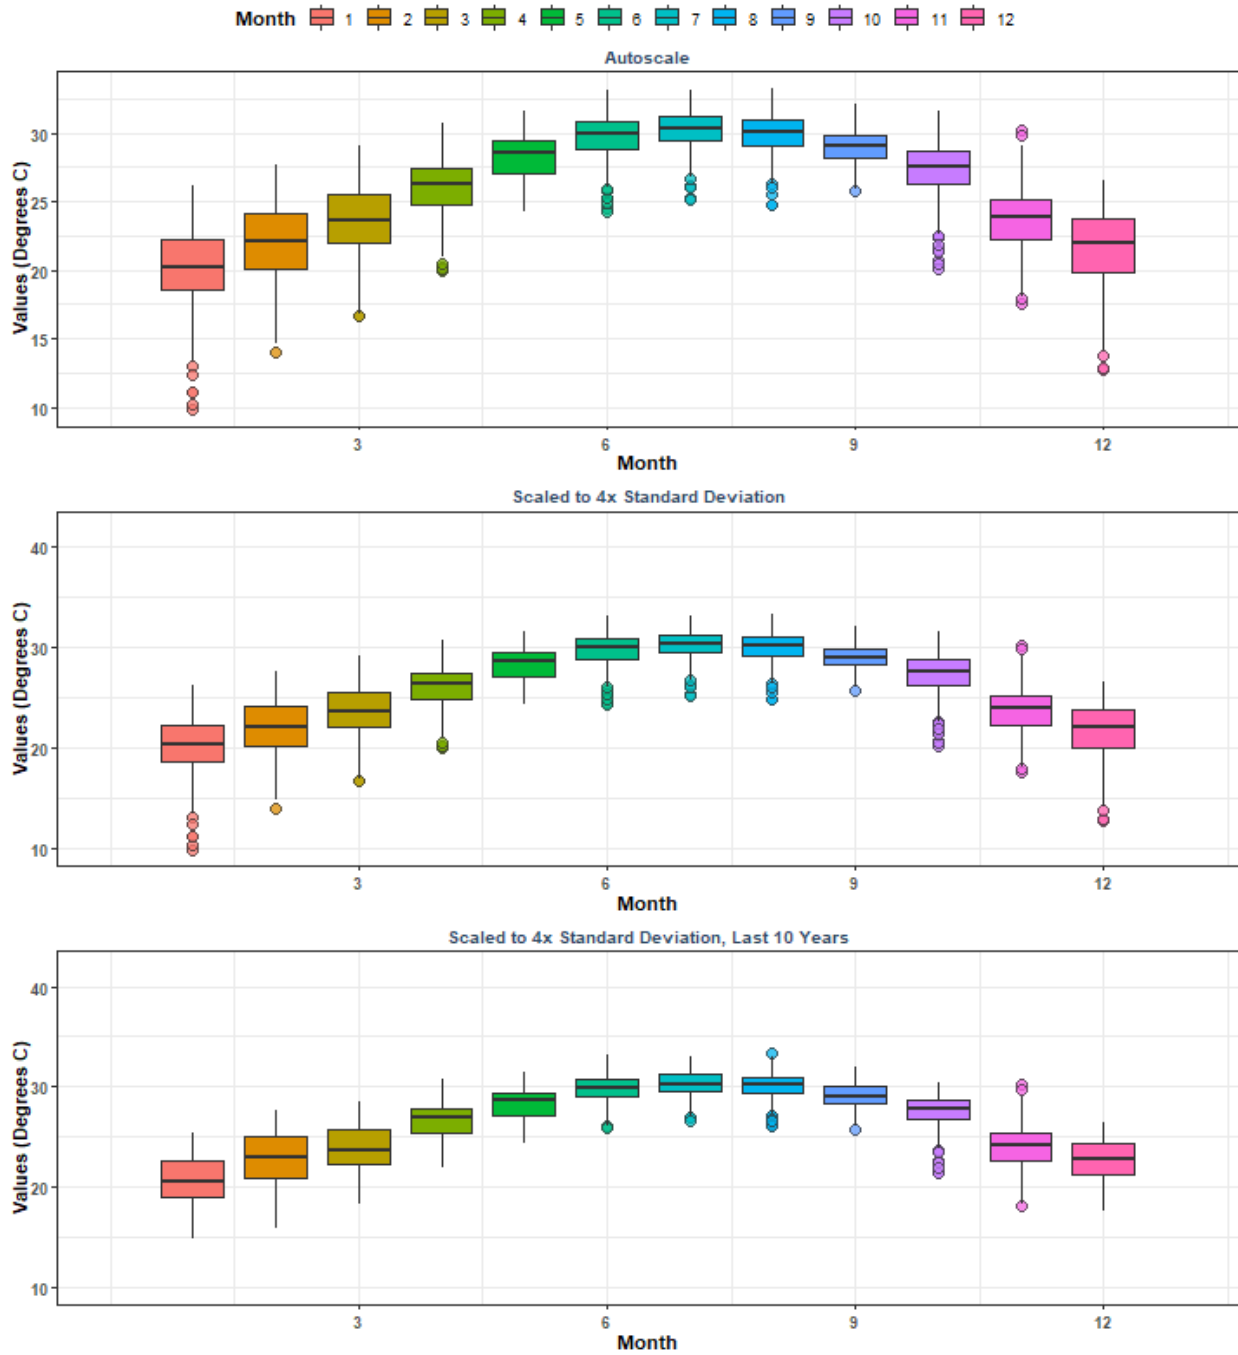 Month 1 2 3 4 5 6 7 8 9 10 11 12
Autoscale
Values (Degrees C)
30
25
20
15
10
3 6 9 12
Month
Scaled to 4x Standard Deviation
Values (Degrees C)
40
30
20
10
3 6 9 12
Month
Scaled to 4x Standard Deviation, Last 10 Years
Values (Degrees C)
40
30
20
10
3 6 9 12
Month